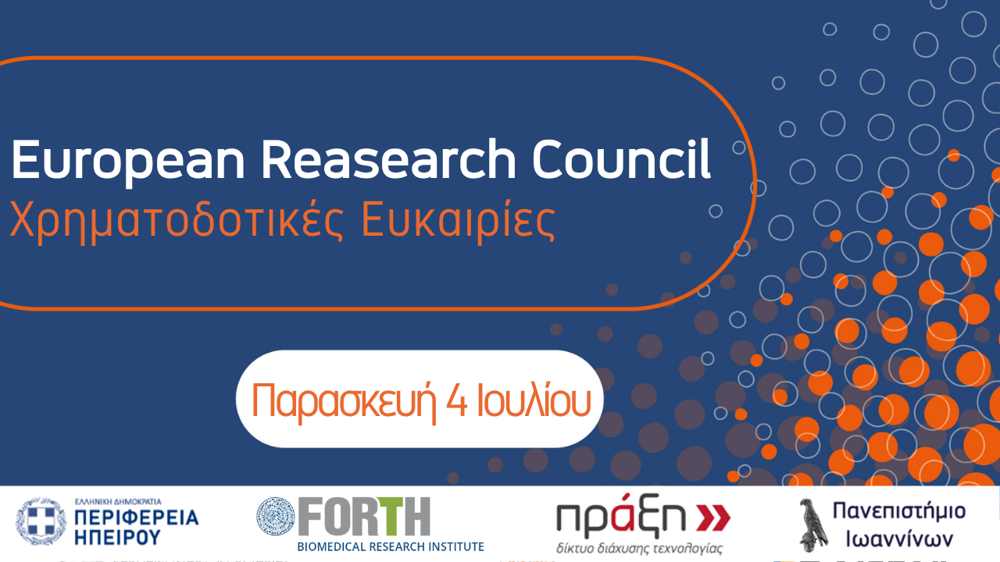 European Reasearch Council
Χρηματοδοτικές Ευκαιρίες
Παρασκευή 4 Ιουλίου
ΕΛΛΗΝΙΚΗ ΔΗΜΟΚΡΑΤΙΑ
ΠΕΡΙΦΕΡΕΙΑ
ΗΠΕΙΡΟΥ
FORTH
BIOMEDICAL RESEARCH INSTITUTE
πράξη
δίκτυο διάχυσης τεχνολογίας
Πανεπιστήμιο
Ιωαννίνων